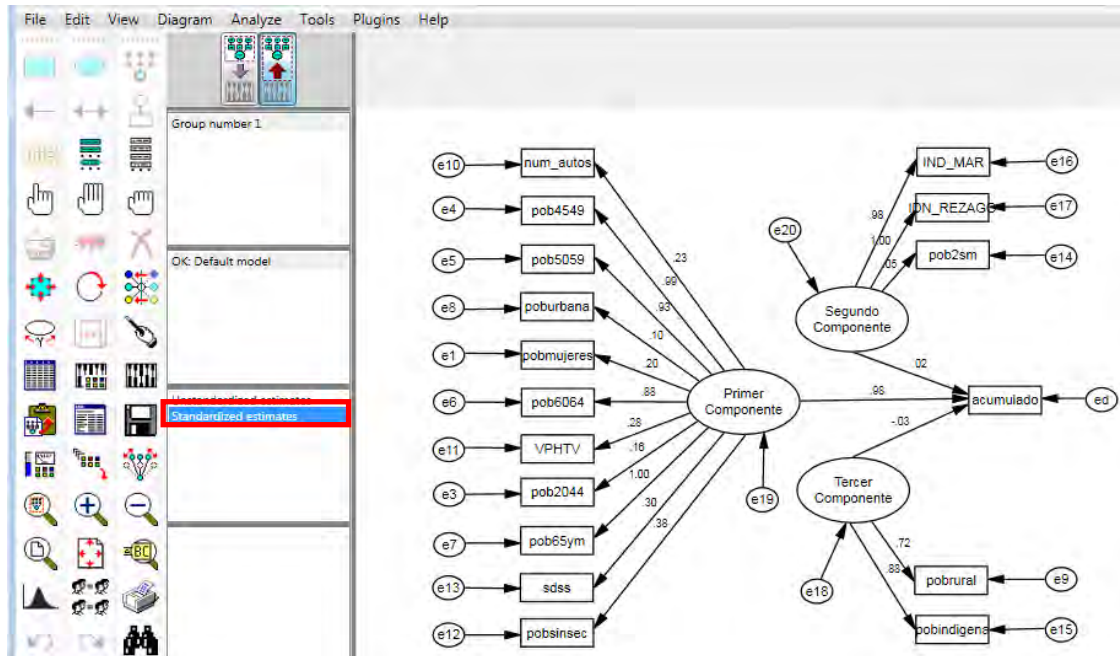 File Edit View Diagram Analyze Tools Plugins Help
Group number 1
OK: Default model
Unstandardized estimates
Standardized estimates
e10 num_autos
e4 pob4549
e5 pob5059
e8 poburbana
e1 pobmujeres
e6 pob6064
e11 VPHTV
e3 pob2044
e7 pob65ym
e13 sdss
e12 pobsinsec
.23
.99
.93
.10
.20
.88
.28
.16
1.00
.30
.38
Primer
Componente
e19
.98
IND_MAR e16
IDN_REZAGO e17
pob2sm e14
e20
.98
1.00
.05
Segundo
Componente
02
acumulado ed
-.03
Tercer
Componente
e18
.72
.88
pobrural e9
pobindigena e15
γ
BC